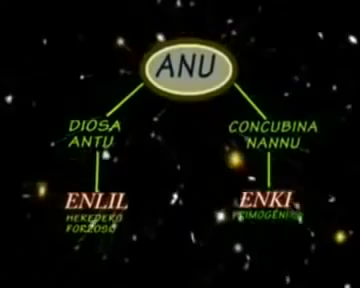 ANU
DIOSA
ANTU
CONCUBINA
NANNU
ENLIL
HEREDERO
FORZOSO
ENKI
PRIMOGÉNITO